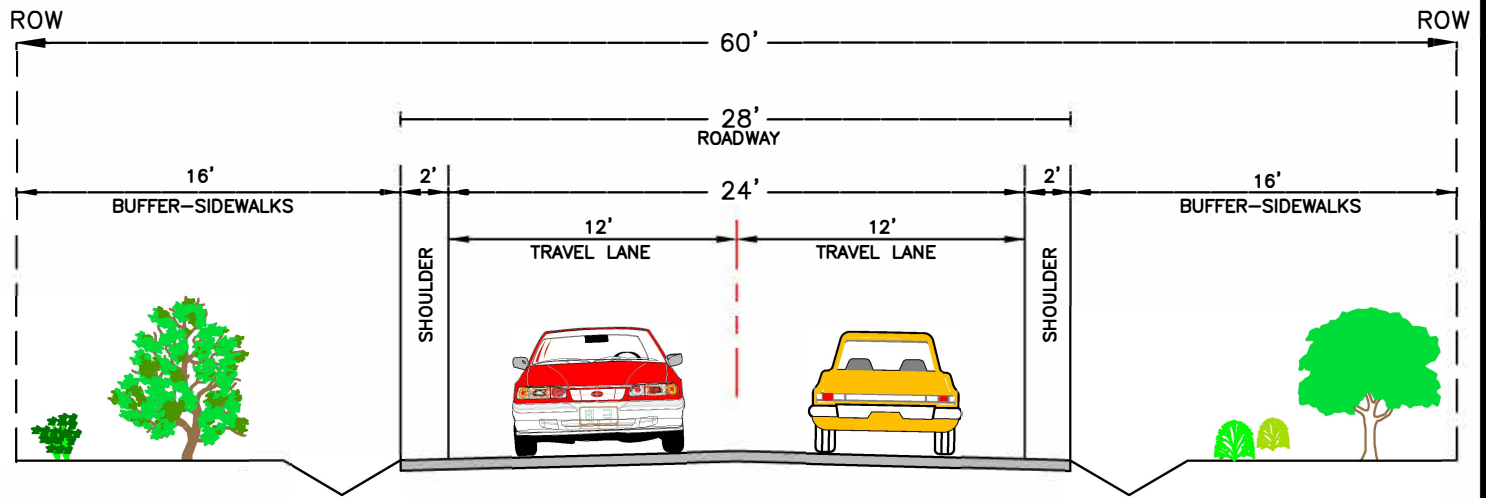 ROW
ROW
60'
28'
ROADWAY
16'
2'
24'
2'
16'
BUFFER-SIDEWALKS
BUFFER-SIDEWALKS
12'
12'
TRAVEL LANE
TRAVEL LANE
SHOULDER
SHOULDER